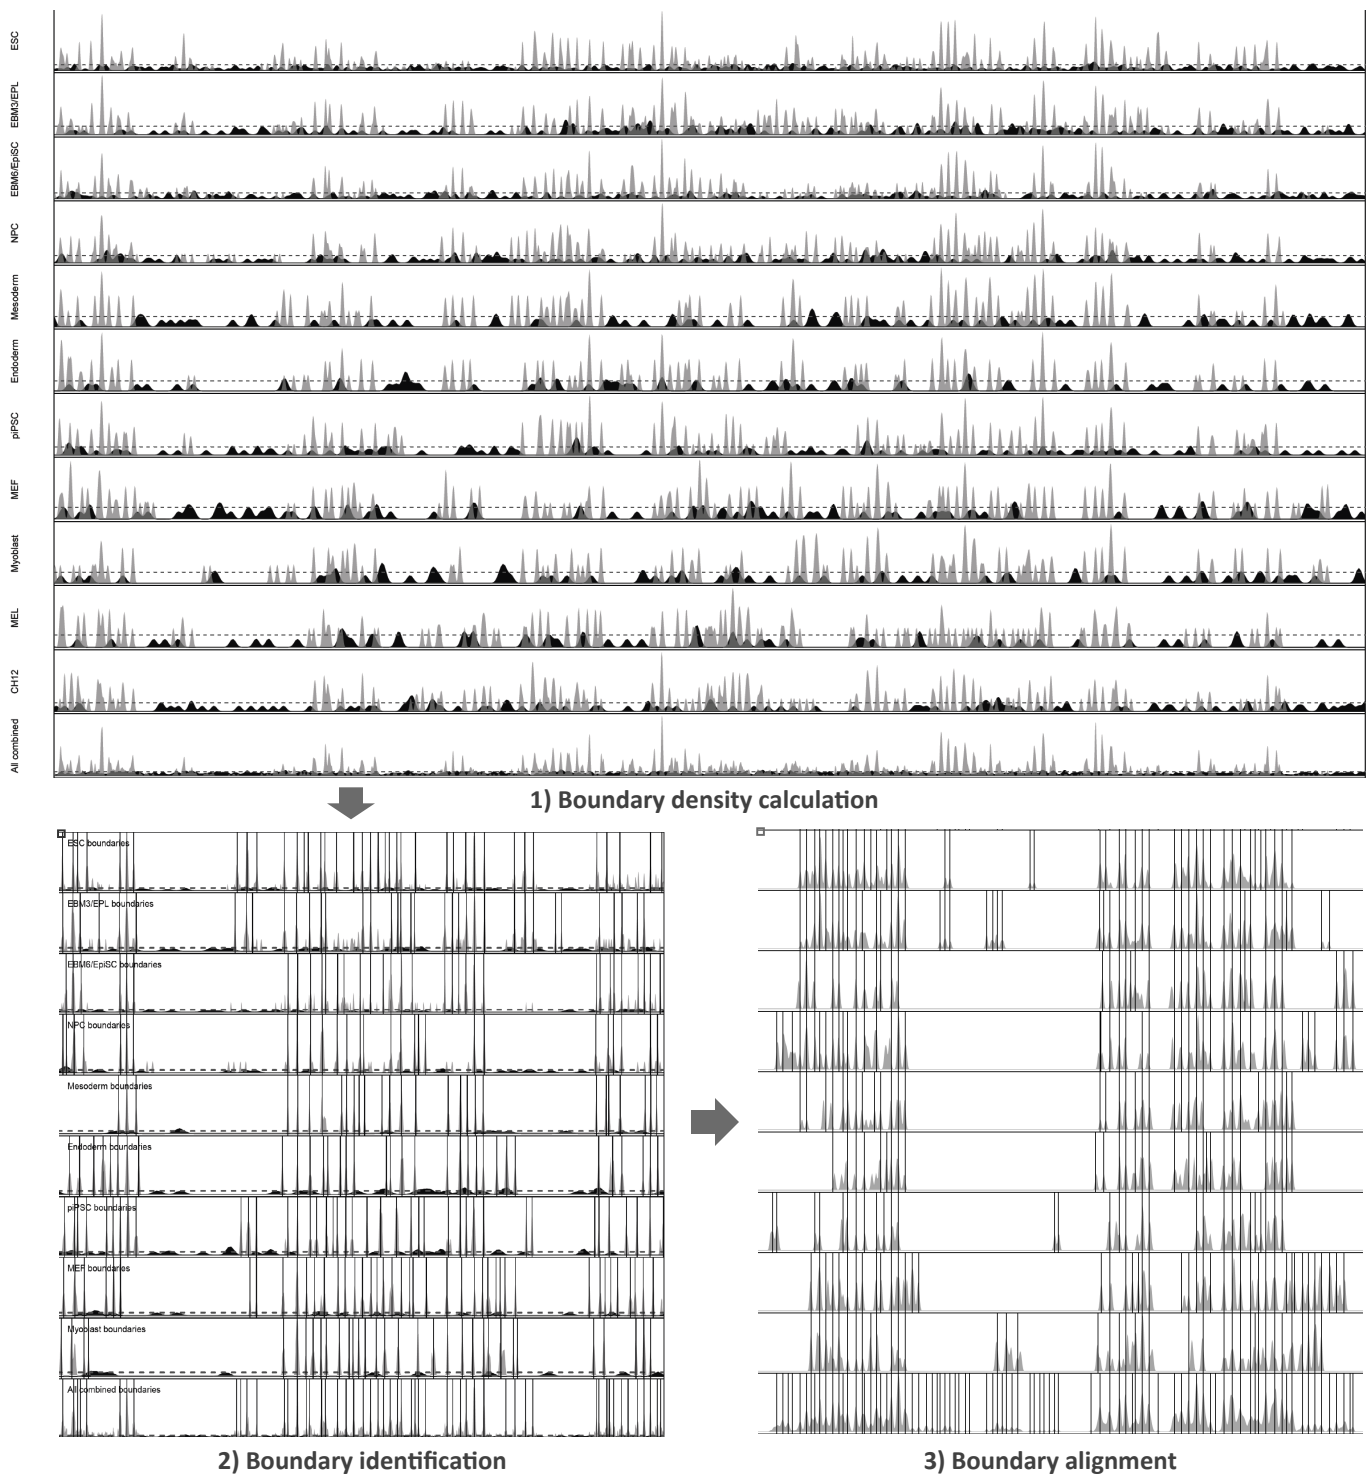 ESC
EBM3/EPL
EBM6/EpiSC
NPC
Mesoderm
Endoderm
piPSC
MEF
Myoblast
MEL
CH12
All combined
1) Boundary density calculation
ESC boundaries
EBM3/EPL boundaries
EBM6/EpiSC boundaries
NPC boundaries
Mesoderm boundaries
Endoderm boundaries
piPSC boundaries
MEF boundaries
Myoblast boundaries
All combined boundaries
2) Boundary identification
3) Boundary alignment